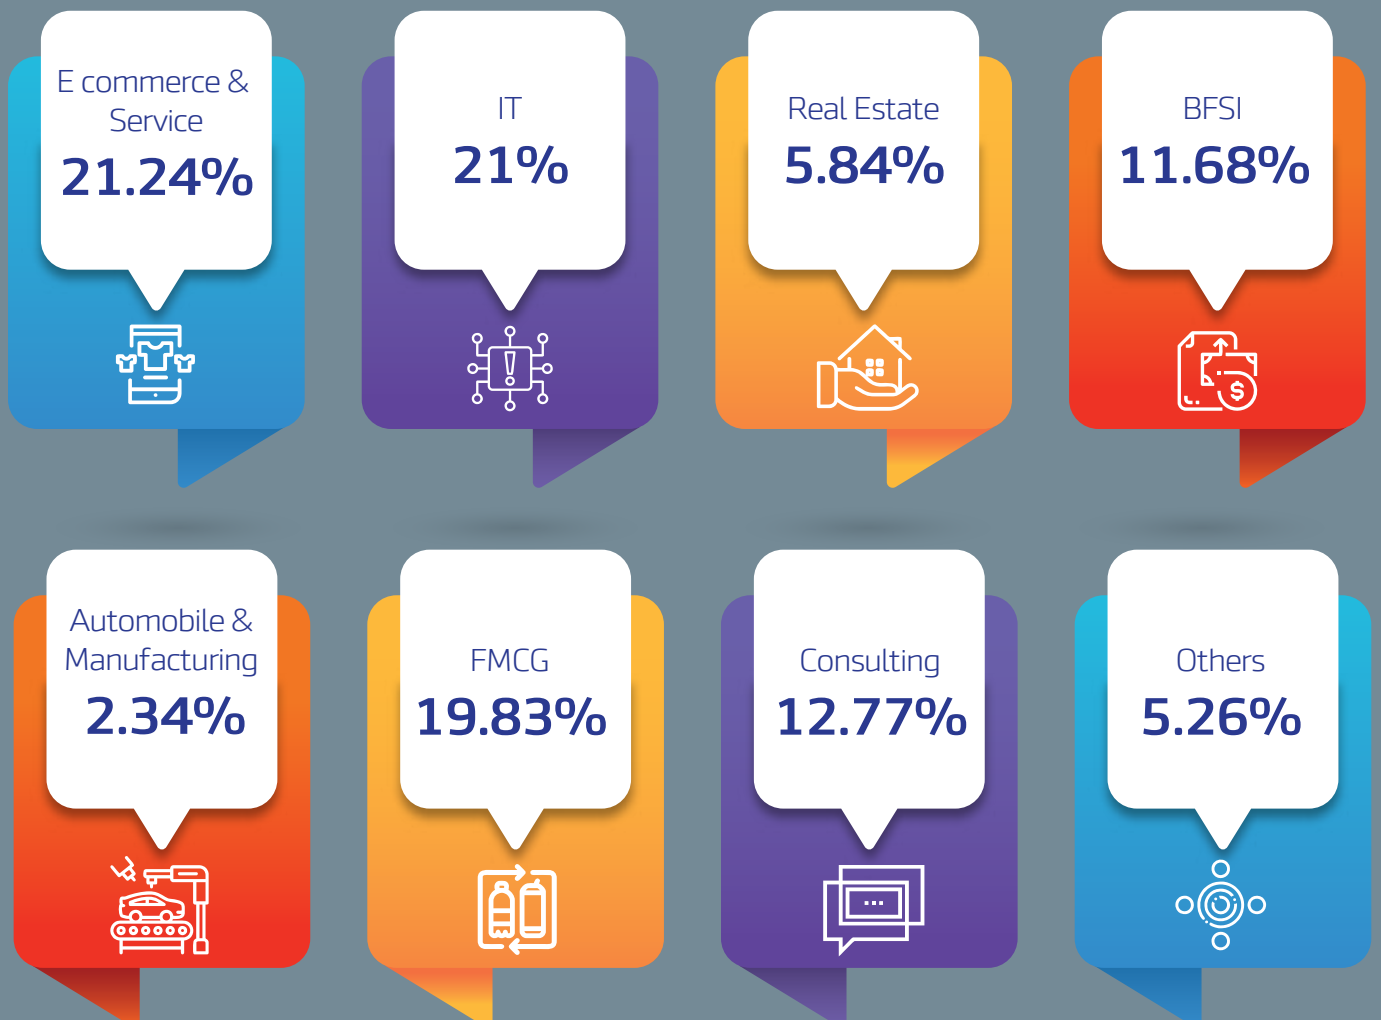 E commerce &
Service
21.24%
IT
21%
Real Estate
5.84%
BFSI
11.68%
Automobile &
Manufacturing
2.34%
FMCG
19.83%
Consulting
12.77%
Others
5.26%